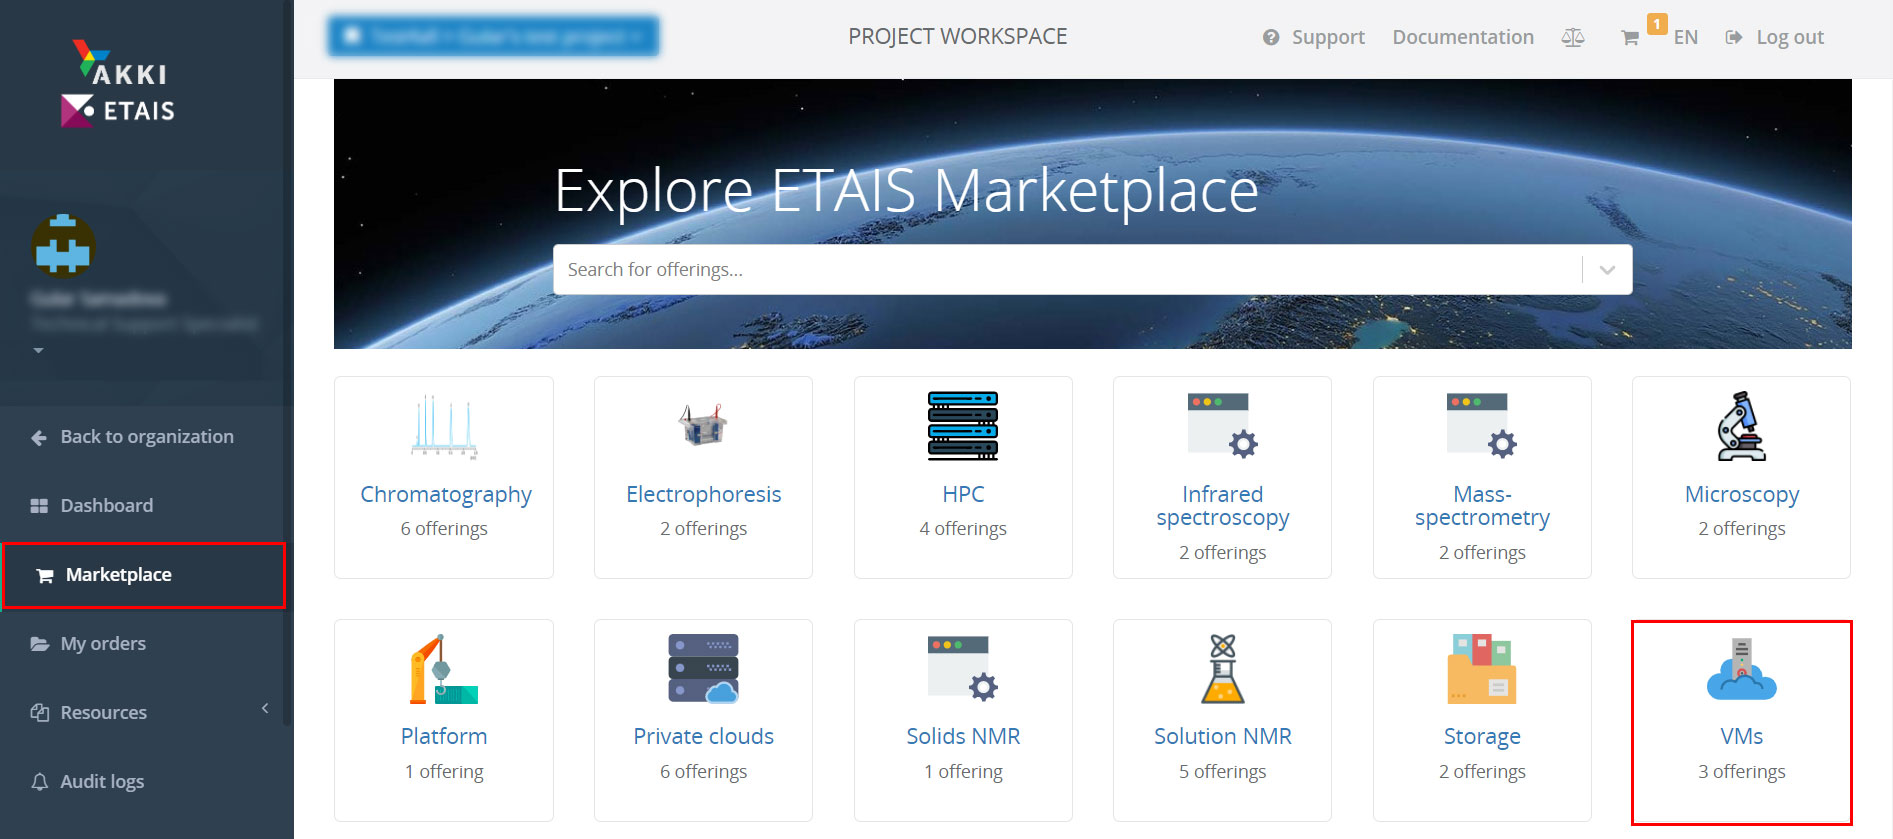 AKKI
ETAIS
PROJECT WORKSPACE
Support
Documentation
1
EN
Log out
Explore ETAIS Marketplace
Search for offerings...
Back to organization
Dashboard
Marketplace
My orders
Resources
Audit logs
Chromatography
6 offerings
Electrophoresis
2 offerings
HPC
4 offerings
Infrared
spectroscopy
2 offerings
Mass-
spectrometry
2 offerings
Microscopy
2 offerings
Platform
1 offering
Private clouds
6 offerings
Solids NMR
1 offering
Solution NMR
5 offerings
Storage
2 offerings
VMs
3 offerings